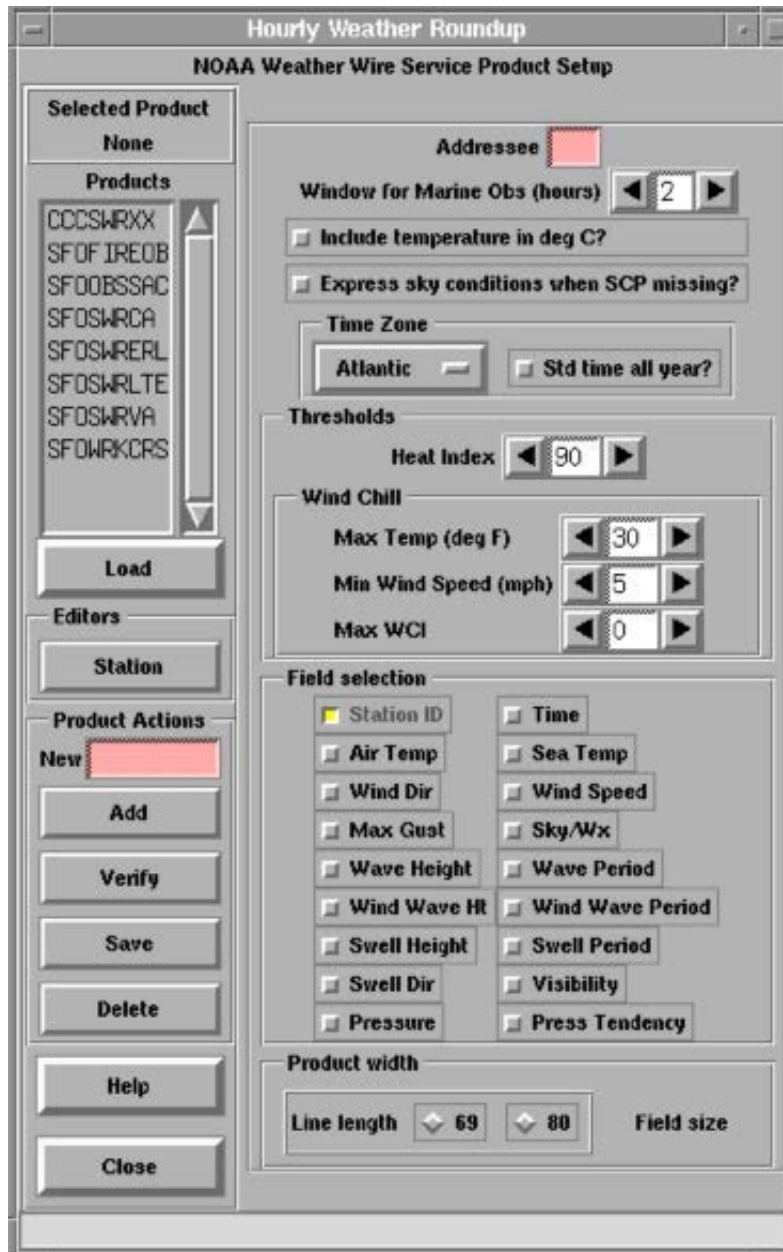 Hourly Weather Roundup
NOAA Weather Wire Service Product Setup
Selected Product
None
Products
CCCSWRXX
SFOFIREOB
SFOOBSSAC
SFOSWRCA
SFOSWRERL
SFOSWRLTE
SFOSWRVA
SFOWRKCRS
Load
Editors
Station
Product Actions
New
Add
Verify
Save
Delete
Help
Close
Addressee
Window for Marine Obs (hours) 2
Include temperature in deg C?
Express sky conditions when SCP missing?
Time Zone
Atlantic Std time all year?
Thresholds
Heat Index 90
Wind Chill
Max Temp (deg F) 30
Min Wind Speed (mph) 5
Max WCI 0
Field selection
Station ID Time
Air Temp Sea Temp
Wind Dir Wind Speed
Max Gust Sky/Wx
Wave Height Wave Period
Wind Wave Ht Wind Wave Period
Swell Height Swell Period
Swell Dir Visibility
Pressure Press Tendency
Product width
Line length 69 80 Field size